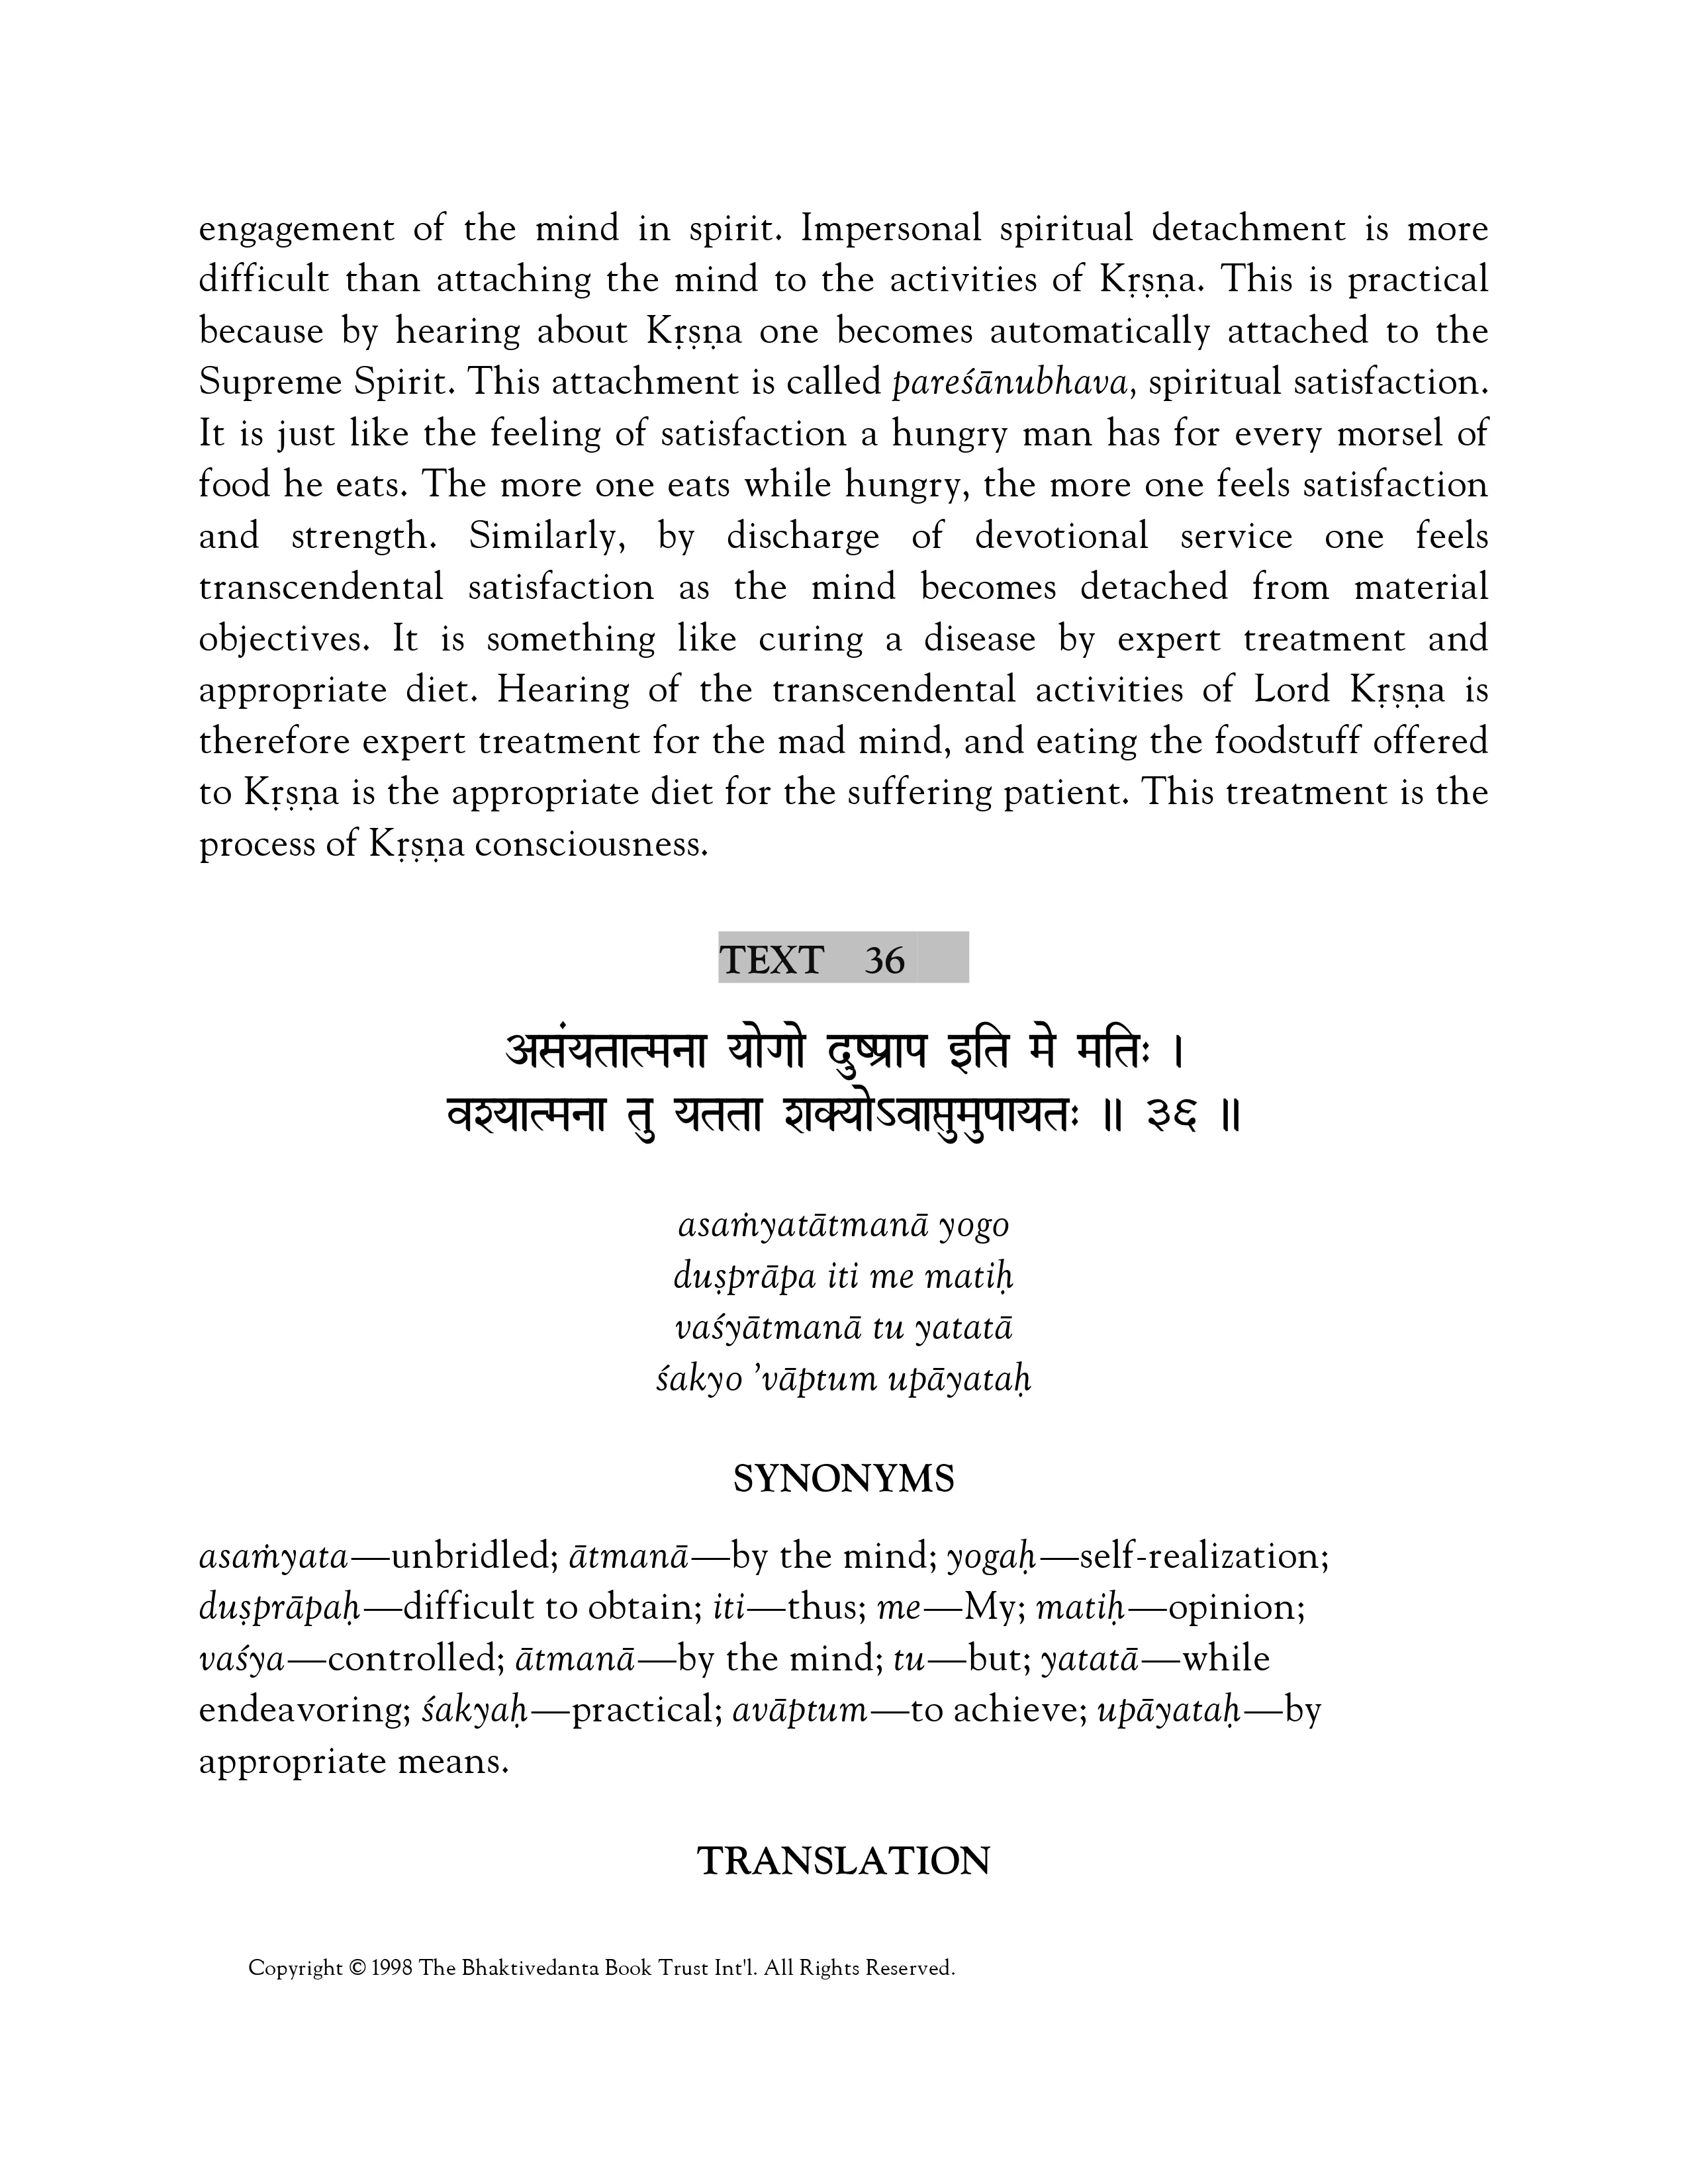 engagement of the mind in spirit. Impersonal spiritual detachment is more
difficult than attaching the mind to the activities of Kṛṣṇa. This is practical
because by hearing about Kṛṣṇa one becomes automatically attached to the
Supreme Spirit. This attachment is called pareśānubhava, spiritual satisfaction.
It is just like the feeling of satisfaction a hungry man has for every morsel of
food he eats. The more one eats while hungry, the more one feels satisfaction
and strength. Similarly, by discharge of devotional service one feels
transcendental satisfaction as the mind becomes detached from material
objectives. It is something like curing a disease by expert treatment and
appropriate diet. Hearing of the transcendental activities of Lord Kṛṣṇa is
therefore expert treatment for the mad mind, and eating the foodstuff offered
to Kṛṣṇa is the appropriate diet for the suffering patient. This treatment is the
process of Kṛṣṇa consciousness.
TEXT 36
असंयतात्मना योगो दुष्प्राप इति मे मतिः ।
वश्यात्मना तु यतता शक्योऽवाप्तुमुपायतः ॥ ३६ ॥
asaṁyatātmanā yogo
duṣprāpa iti me matiḥ
vaśyātmanā tu yatatā
śakyo ’vāptum upāyataḥ
SYNONYMS
asaṁyata—unbridled; ātmanā—by the mind; yogaḥ—self-realization;
duṣprāpaḥ—difficult to obtain; iti—thus; me—My; matiḥ—opinion;
vaśya—controlled; ātmanā—by the mind; tu—but; yatatā—while
endeavoring; śakyaḥ—practical; avāptum—to achieve; upāyataḥ—by
appropriate means.
TRANSLATION
Copyright © 1998 The Bhaktivedanta Book Trust Int'l. All Rights Reserved.